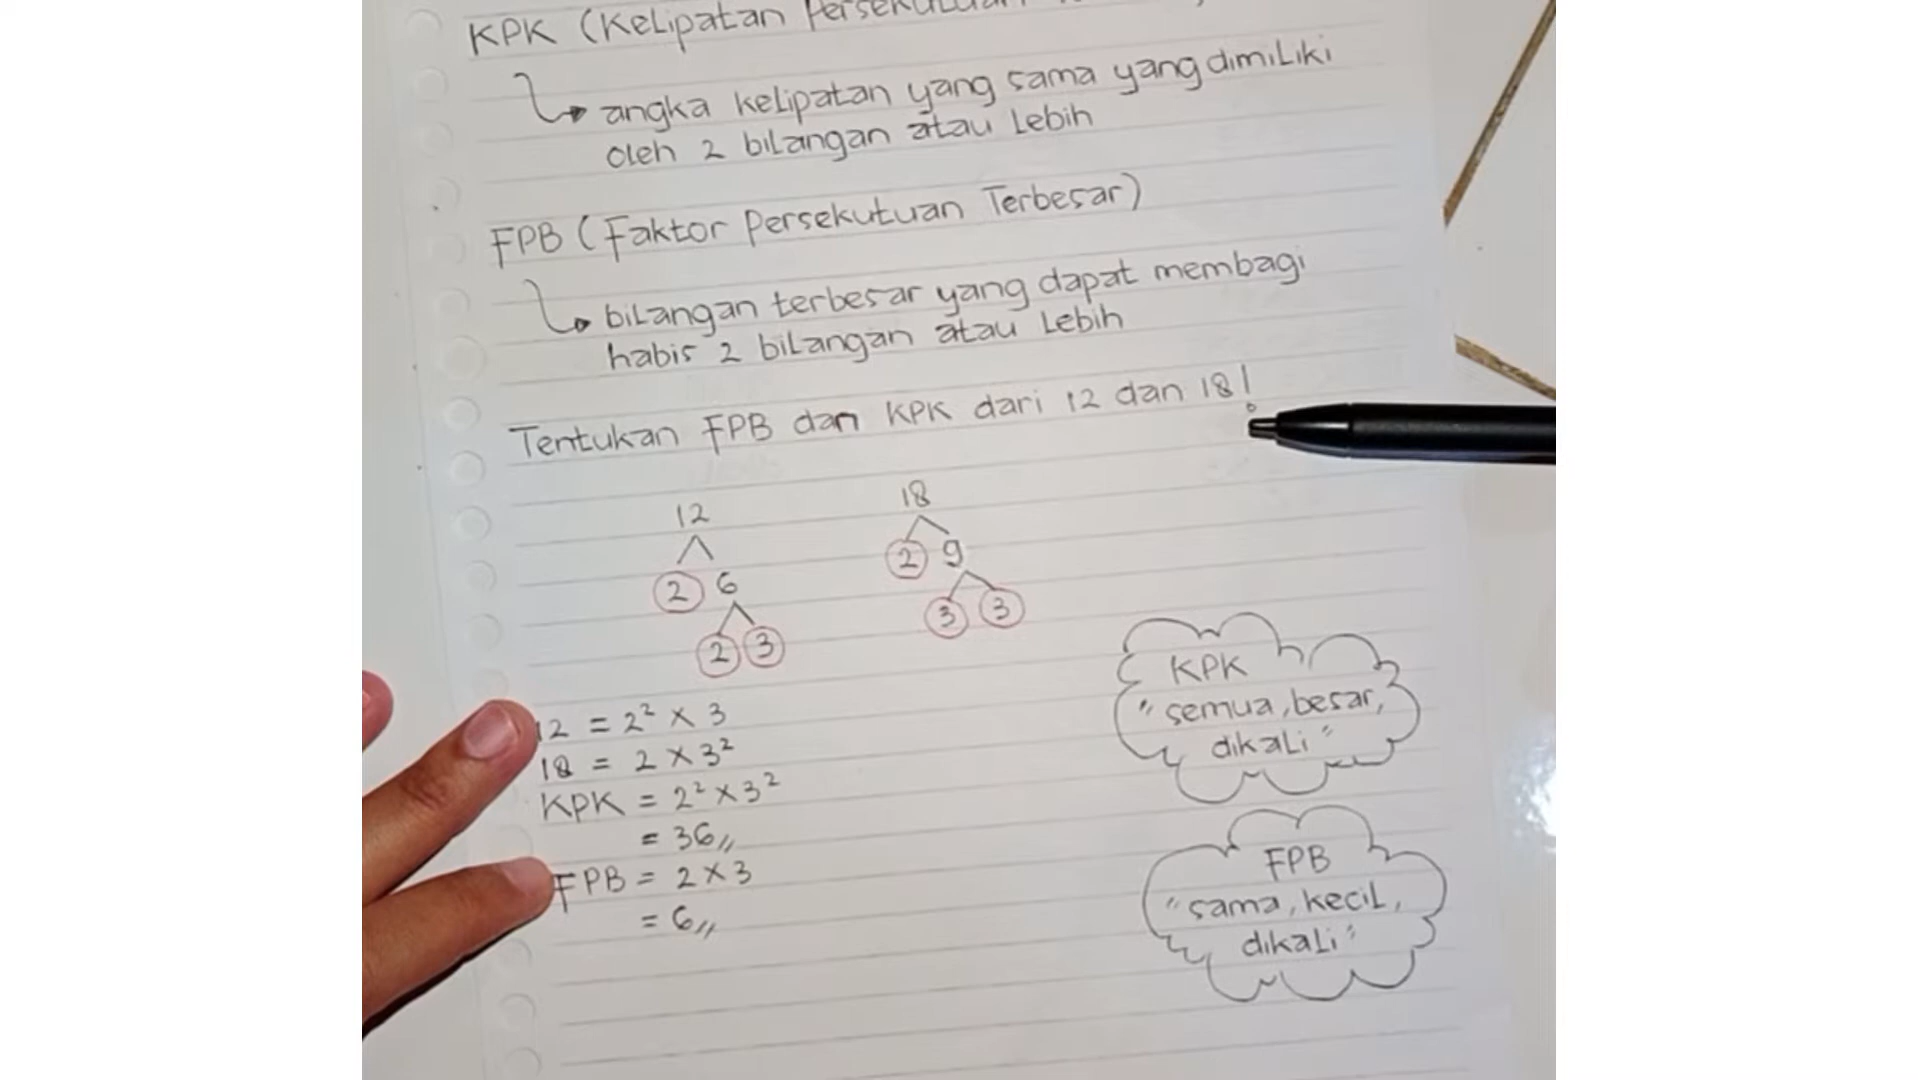 KPK (Kelipatan Persekutuan
angka kelipatan yang sama yang dimiliki
oleh 2 bilangan atau lebih
FPB (Faktor Persekutuan Terbesar)
bilangan terbesar yang dapat membagi
habis 2 bilangan atau lebih
Tentukan FPB dan KPK dari 12 dan 18!
12
2 6
2 3
18
2 9
3 3
12 = 2² × 3
18 = 2 × 3²
KPK = 2² × 3²
= 36 //
FPB = 2 × 3
= 6 //
KPK
"semua, besar,
dikali"
FPB
"sama, kecil,
dikali"